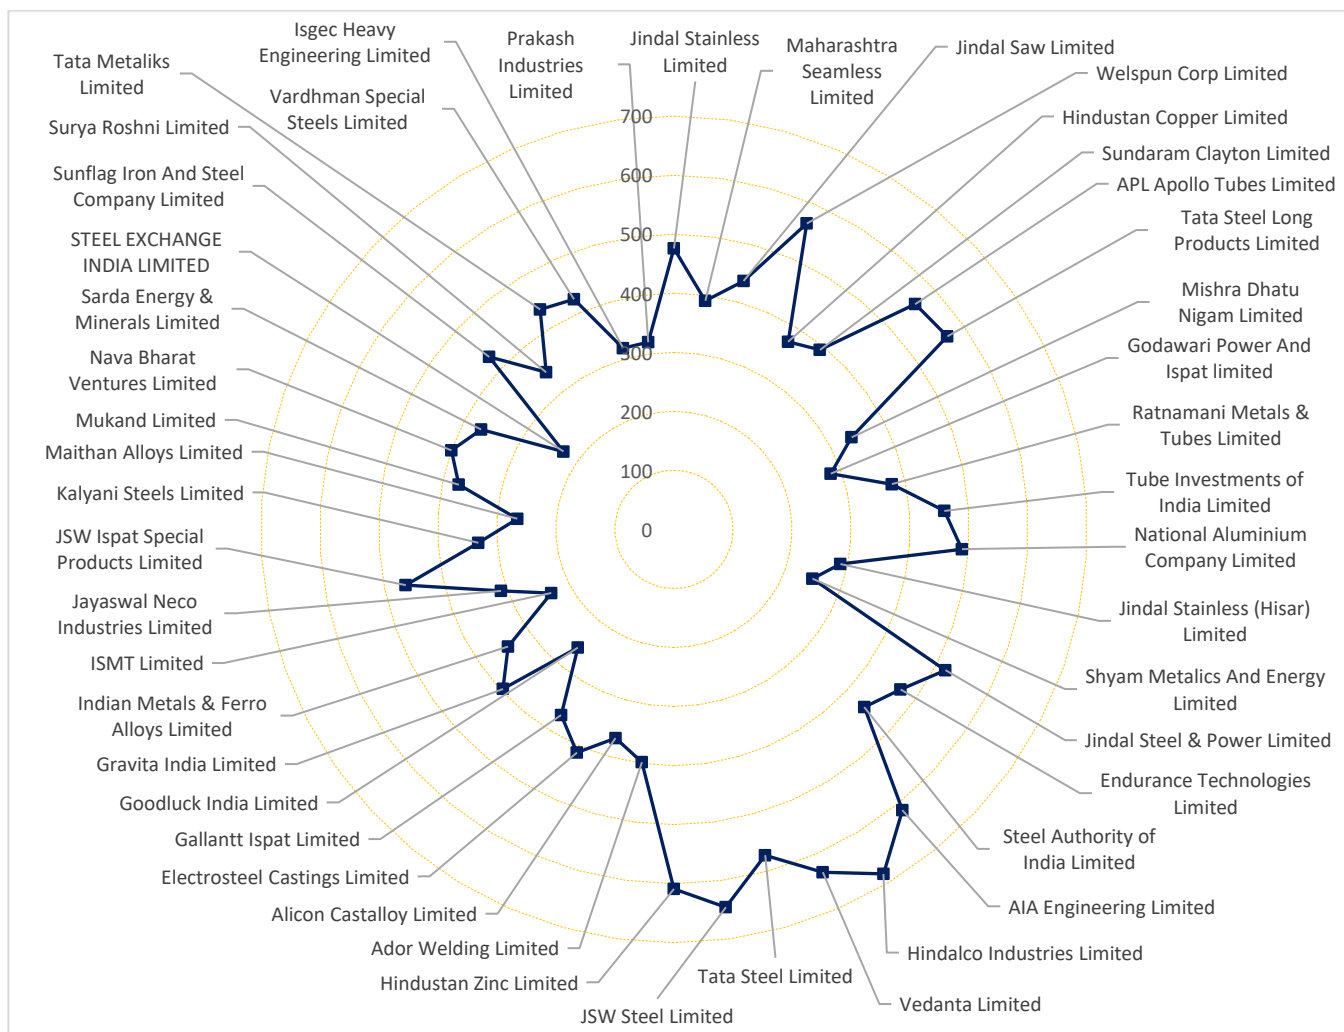 Isgec Heavy
Engineering Limited
Prakash
Industries
Limited
Jindal Stainless
Limited
Maharashtra
Seamless
Limited
Jindal Saw Limited
Tata Metaliks
Limited
Welspun Corp Limited
Vardhman Special
Steels Limited
Hindustan Copper Limited
Surya Roshni Limited
Sundaram Clayton Limited
Sunflag Iron And Steel
Company Limited
APL Apollo Tubes Limited
Tata Steel Long
Products Limited
STEEL EXCHANGE
INDIA LIMITED
Mishra Dhatu
Nigam Limited
Sarda Energy &
Minerals Limited
Godawari Power And
Ispat limited
Nava Bharat
Ventures Limited
Ratnamani Metals &
Tubes Limited
Mukand Limited
Maithan Alloys Limited
Tube Investments of
India Limited
Kalyani Steels Limited
National Aluminium
Company Limited
JSW Ispat Special
Products Limited
Jindal Stainless (Hisar)
Limited
Jayaswal Neco
Industries Limited
ISMT Limited
Shyam Metalics And Energy
Limited
Indian Metals & Ferro
Alloys Limited
Jindal Steel & Power Limited
Gravita India Limited
Endurance Technologies
Limited
Goodluck India Limited
Gallantt Ispat Limited
Steel Authority of
India Limited
Electrosteel Castings Limited
AIA Engineering Limited
Alicon Castalloy Limited
Ador Welding Limited
Hindalco Industries Limited
Hindustan Zinc Limited
Tata Steel Limited
Vedanta Limited
JSW Steel Limited
700
600
500
400
300
200
100
0